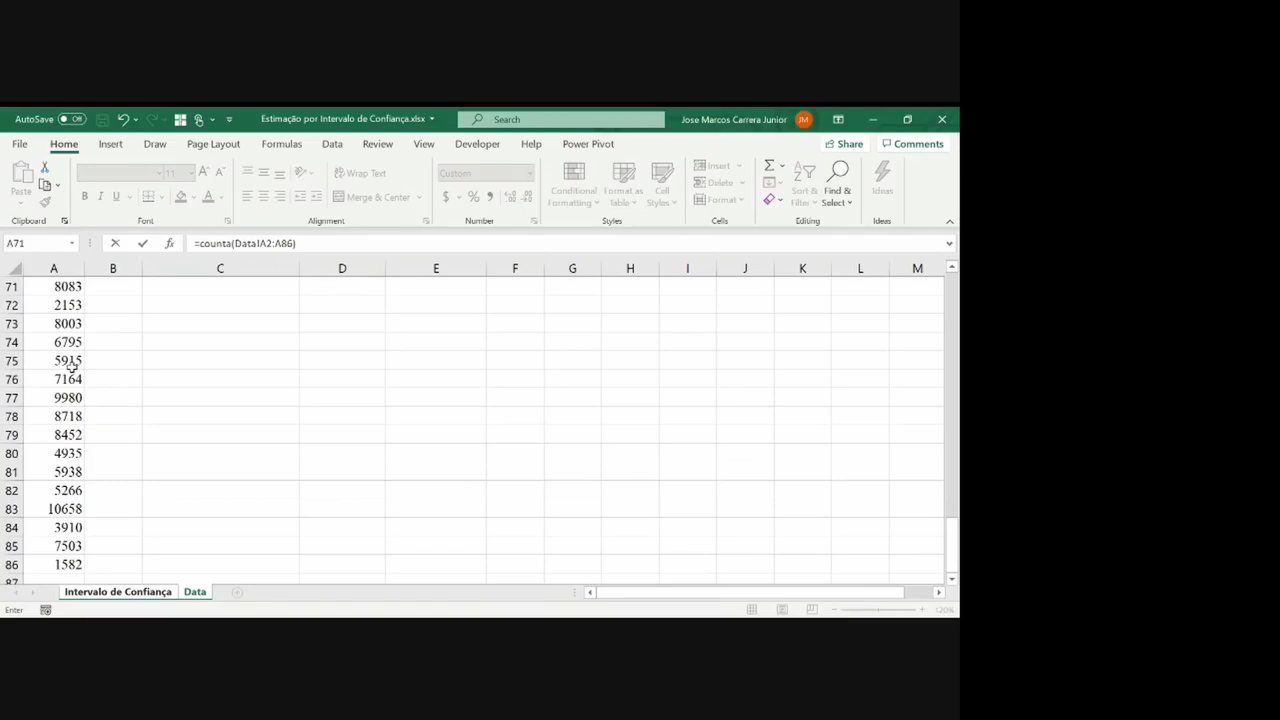 AutoSave Off Estimação por Intervalo de Confiança.xlsx Search Jose Marcos Carrera Junior JM
File Home Insert Draw Page Layout Formulas Data Review View Developer Help Power Pivot Share Comments
Paste 11 A A Wrap Text Custom Conditional Formatting Format as Table Cell Styles Insert Delete Format Sort & Filter Find & Select Ideas
B I U A Merge & Center $ %
Clipboard Font Alignment Number Styles Cells Editing Ideas
A71 fx =counta(Data!A2:A86)
A B C D E F G H I J K L M
71 8083
72 2153
73 8003
74 6795
75 5915
76 7164
77 9980
78 8718
79 8452
80 4935
81 5938
82 5266
83 10658
84 3910
85 7503
86 1582
87
Intervalo de Confiança Data
Enter 120%